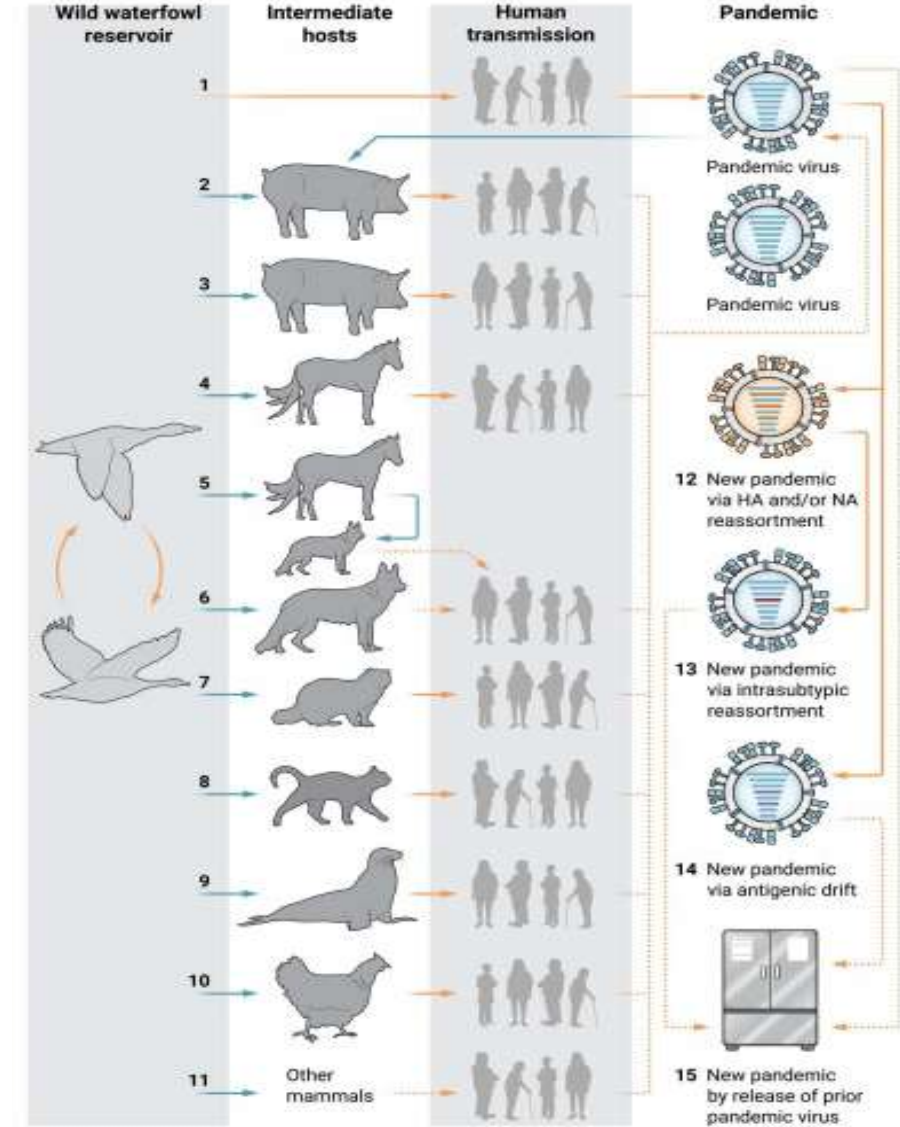 Wild waterfowl
reservoir
Intermediate
hosts
Human
transmission
Pandemic
1
Pandemic virus
2
Pandemic virus
3
4
5
12 New pandemic
via HA and/or NA
reassortment
6
13 New pandemic
via intrasubtypic
reassortment
7
8
14 New pandemic
via antigenic drift
9
10
11
Other
mammals
15 New pandemic
by release of prior
pandemic virus